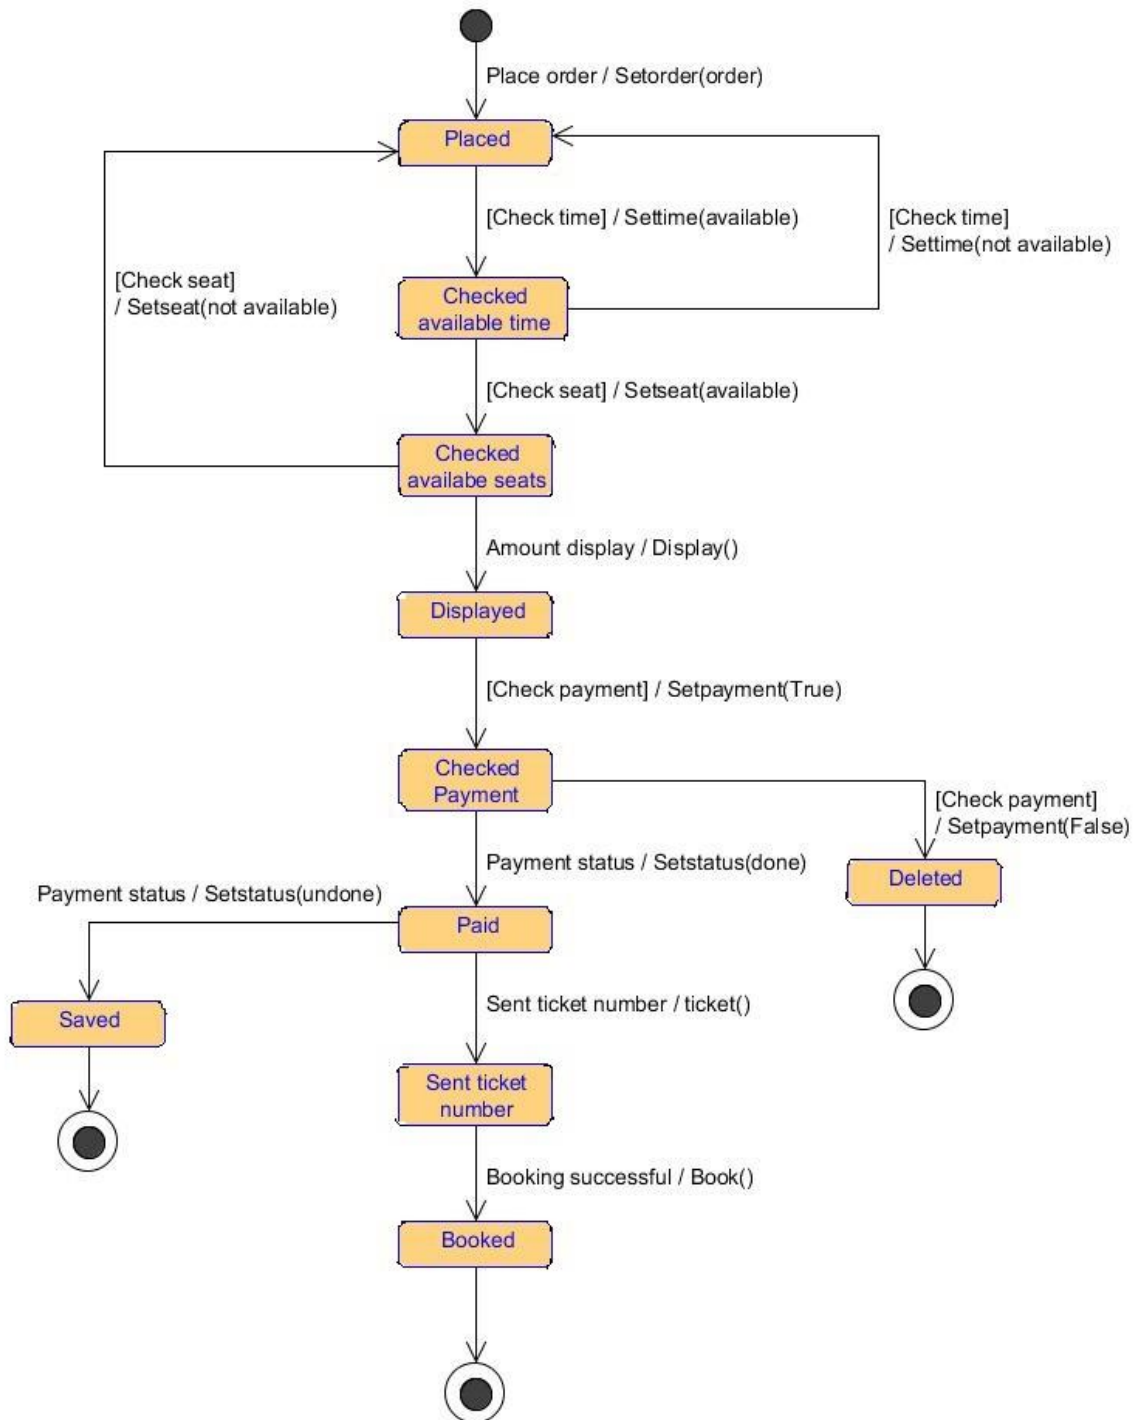 Place order / Setorder(order)
Placed
[Check time] / Settime(available)
[Check time]
/ Settime(not available)
[Check seat]
/ Setseat(not available)
Checked
available time
[Check seat] / Setseat(available)
Checked
availabe seats
Amount display / Display()
Displayed
[Check payment] / Setpayment(True)
Checked
Payment
[Check payment]
/ Setpayment(False)
Payment status / Setstatus(done)
Deleted
Payment status / Setstatus(undone)
Paid
Sent ticket number / ticket()
Saved
Sent ticket
number
Booking successful / Book()
Booked